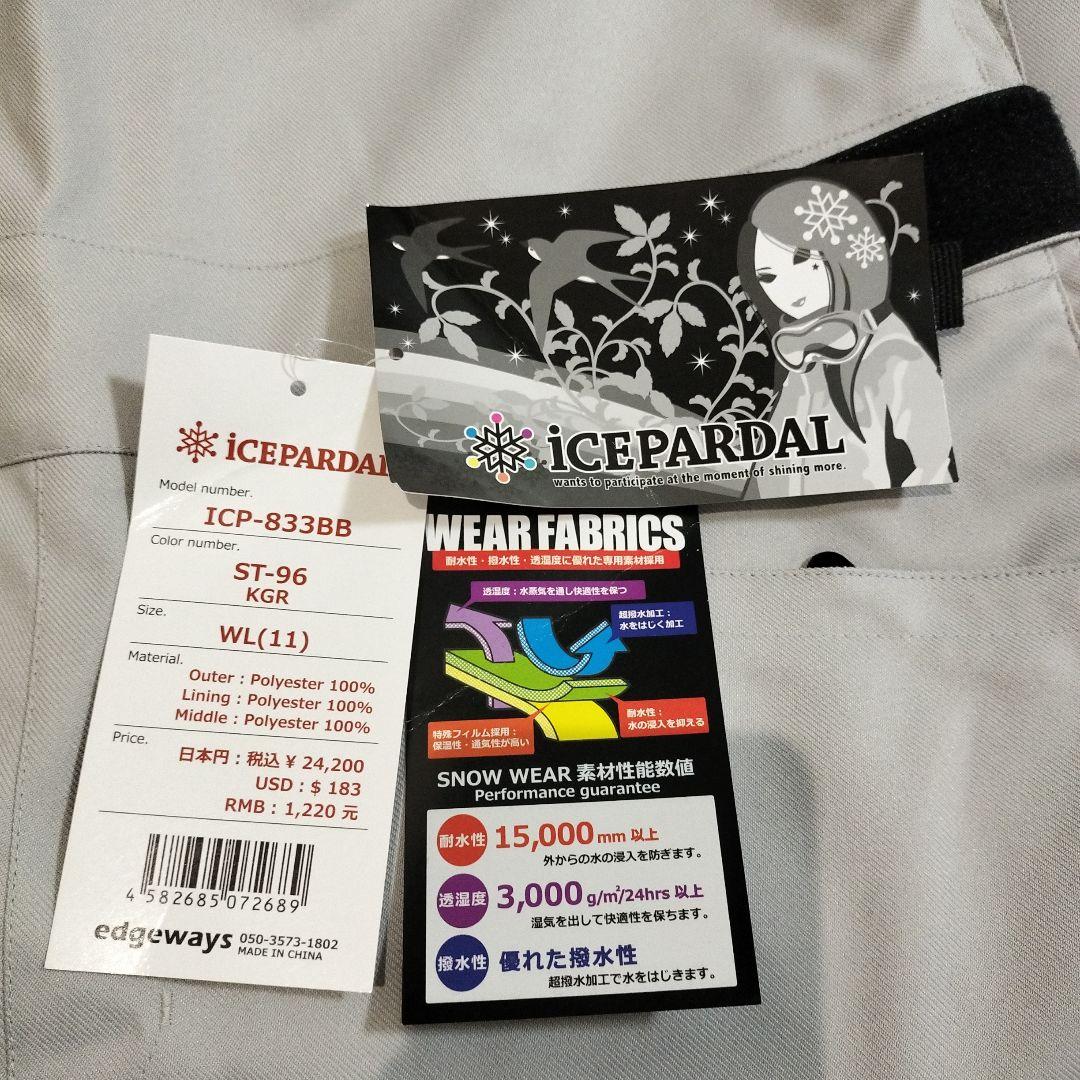 iCEPARDAL
wants to participate at the moment of shining more.
iCEPARDAL
Model number.
ICP-833BB
Color number.
ST-96
KGR
Size.
WL(11)
Material.
Outer : Polyester 100%
Lining : Polyester 100%
Middle : Polyester 100%
Price.
日本円 : 税込 ¥ 24,200
USD : $ 183
RMB : 1,220 元
4 582685 072689
edgeways 050-3573-1802
MADE IN CHINA
WEAR FABRICS
耐水性・撥水性・透湿度に優れた専用素材採用
透湿度：水蒸気を通し快適性を保つ
超撥水加工：
水をはじく加工
耐水性：
水の浸入を抑える
特殊フィルム採用：
保温性・通気性が高い
SNOW WEAR 素材性能数値
Performance guarantee
耐水性 15,000 mm 以上
外からの水の浸入を防ぎます。
透湿度 3,000 g/m²/24hrs 以上
湿気を出して快適性を保ちます。
撥水性 優れた撥水性
超撥水加工で水をはじきます。